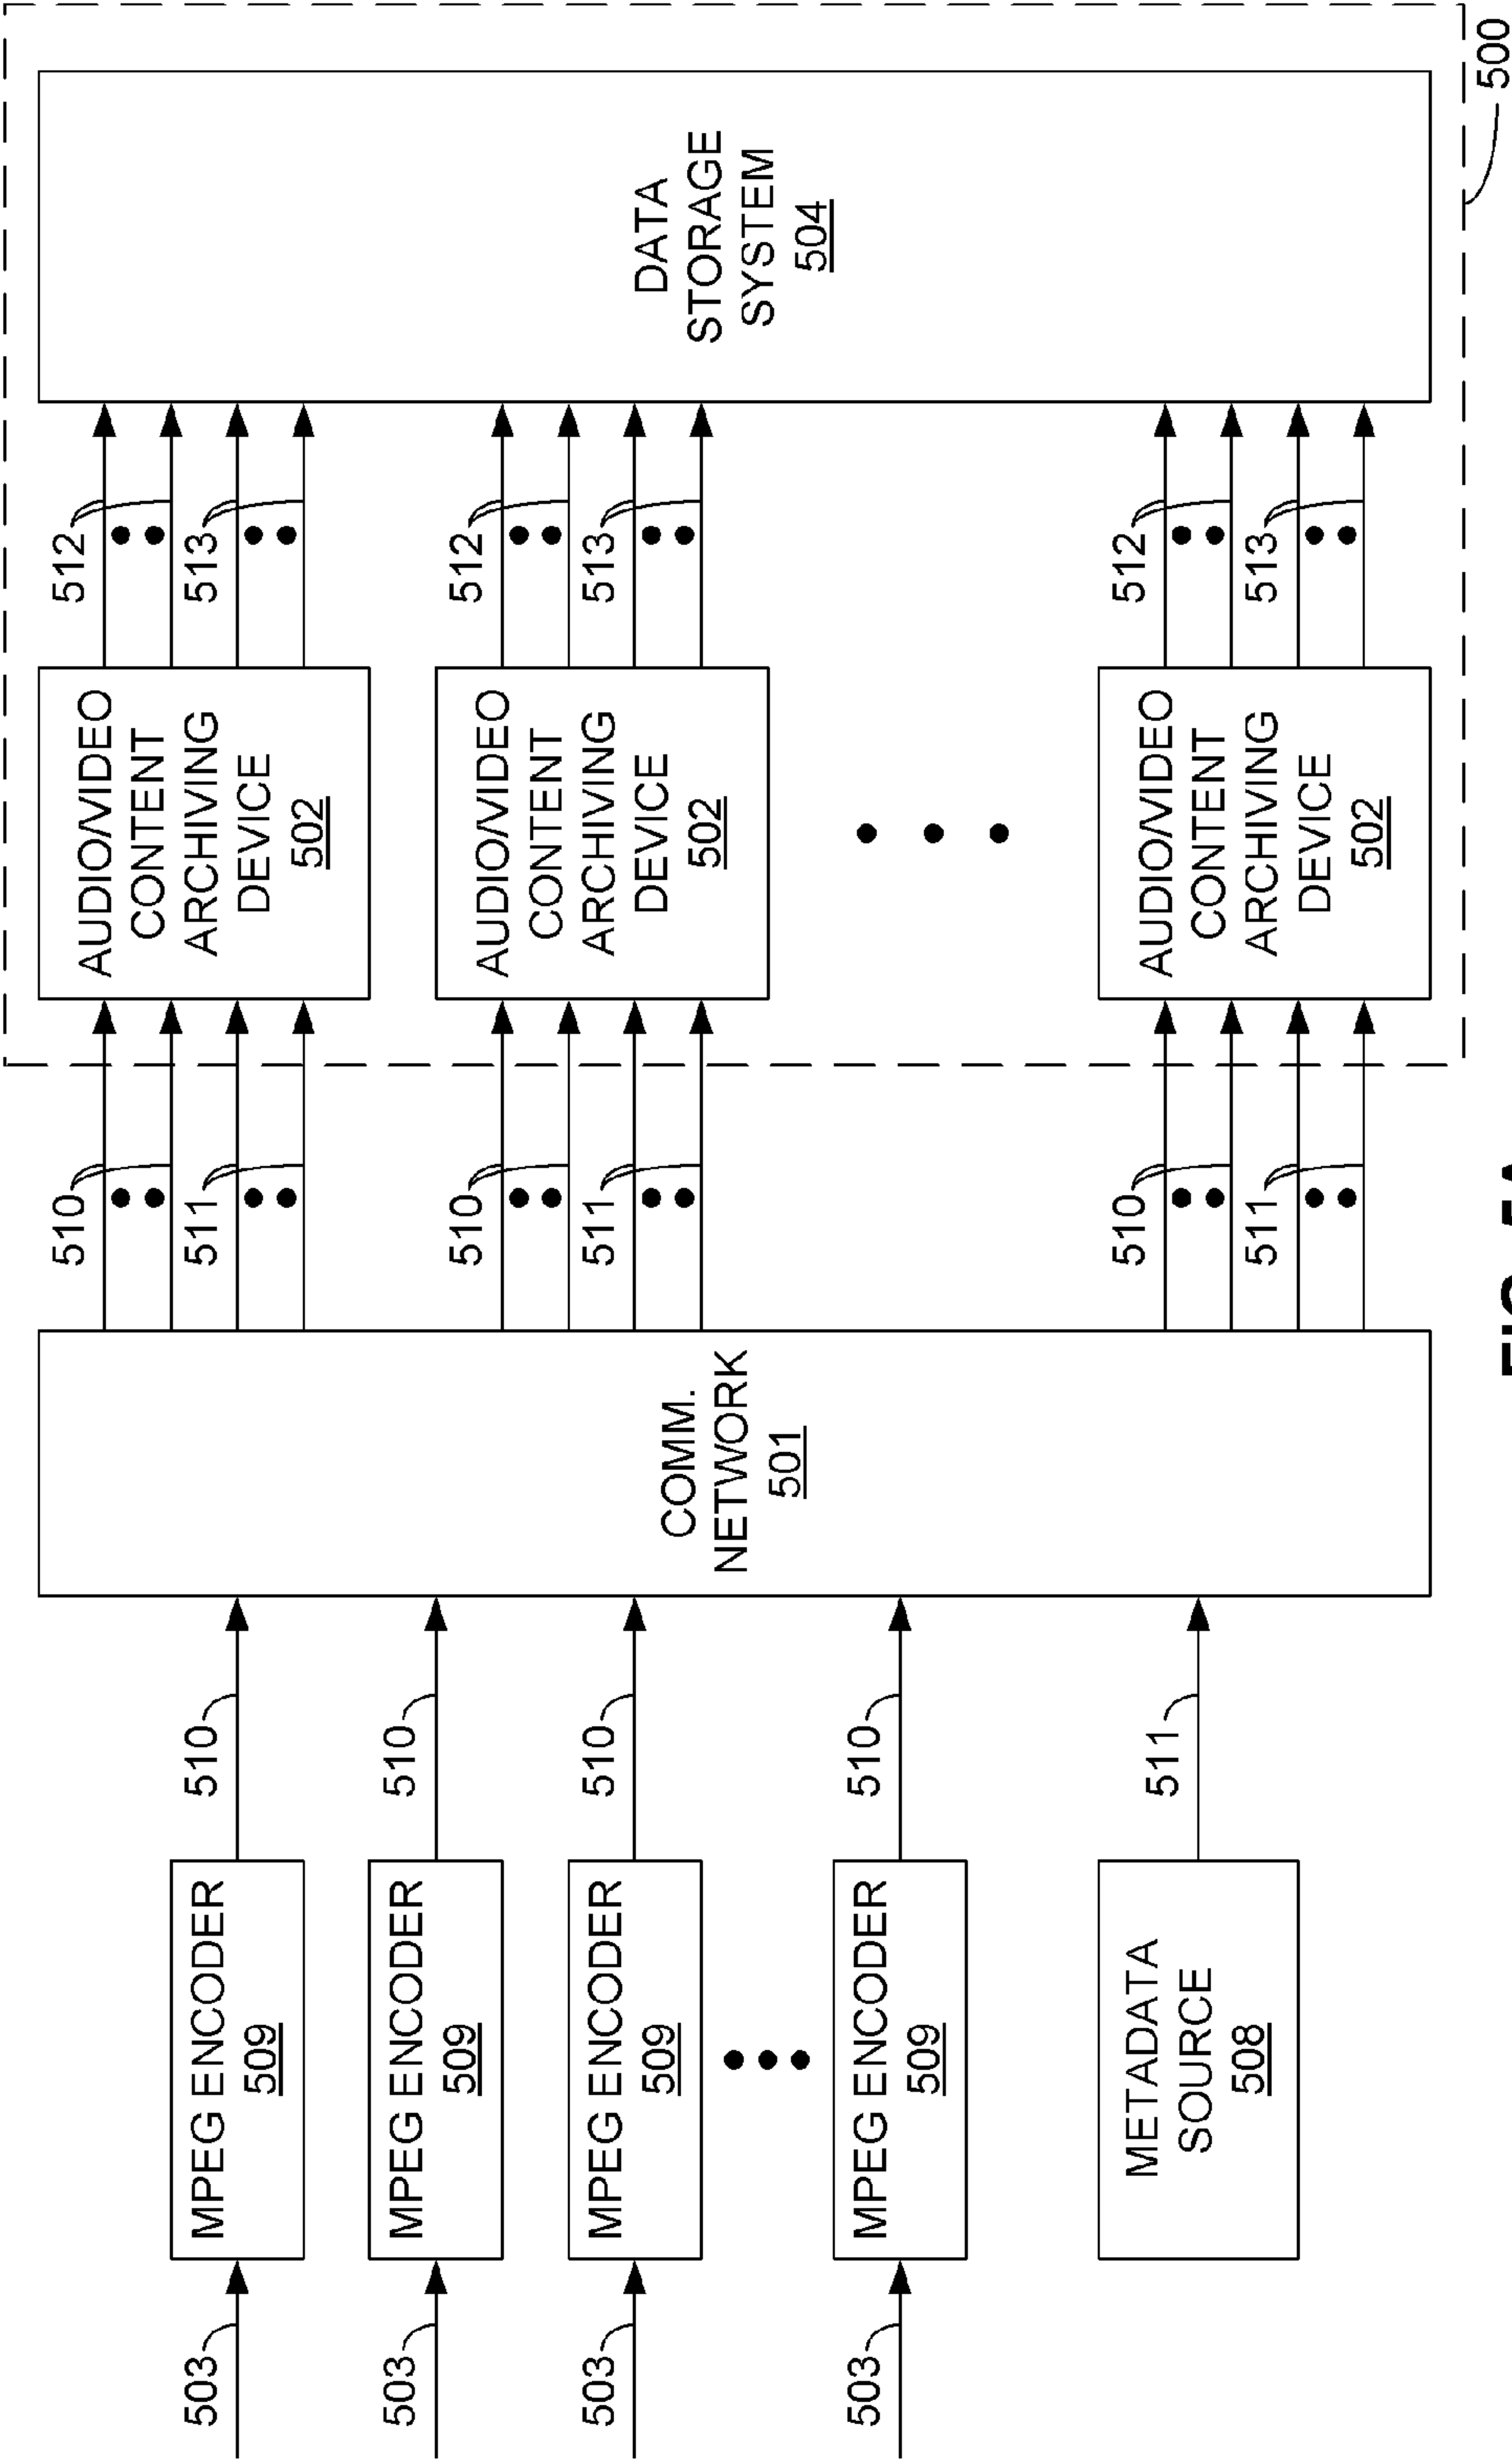 503
503
503
503
MPEG ENCODER
509
MPEG ENCODER
509
MPEG ENCODER
509
MPEG ENCODER
509
METADATA
SOURCE
508
510
510
510
510
511
COMM.
NETWORK
501
510
511
510
511
510
511
AUDIO/VIDEO
CONTENT
ARCHIVING
DEVICE
502
AUDIO/VIDEO
CONTENT
ARCHIVING
DEVICE
502
AUDIO/VIDEO
CONTENT
ARCHIVING
DEVICE
502
512
513
512
513
512
513
DATA
STORAGE
SYSTEM
504
500